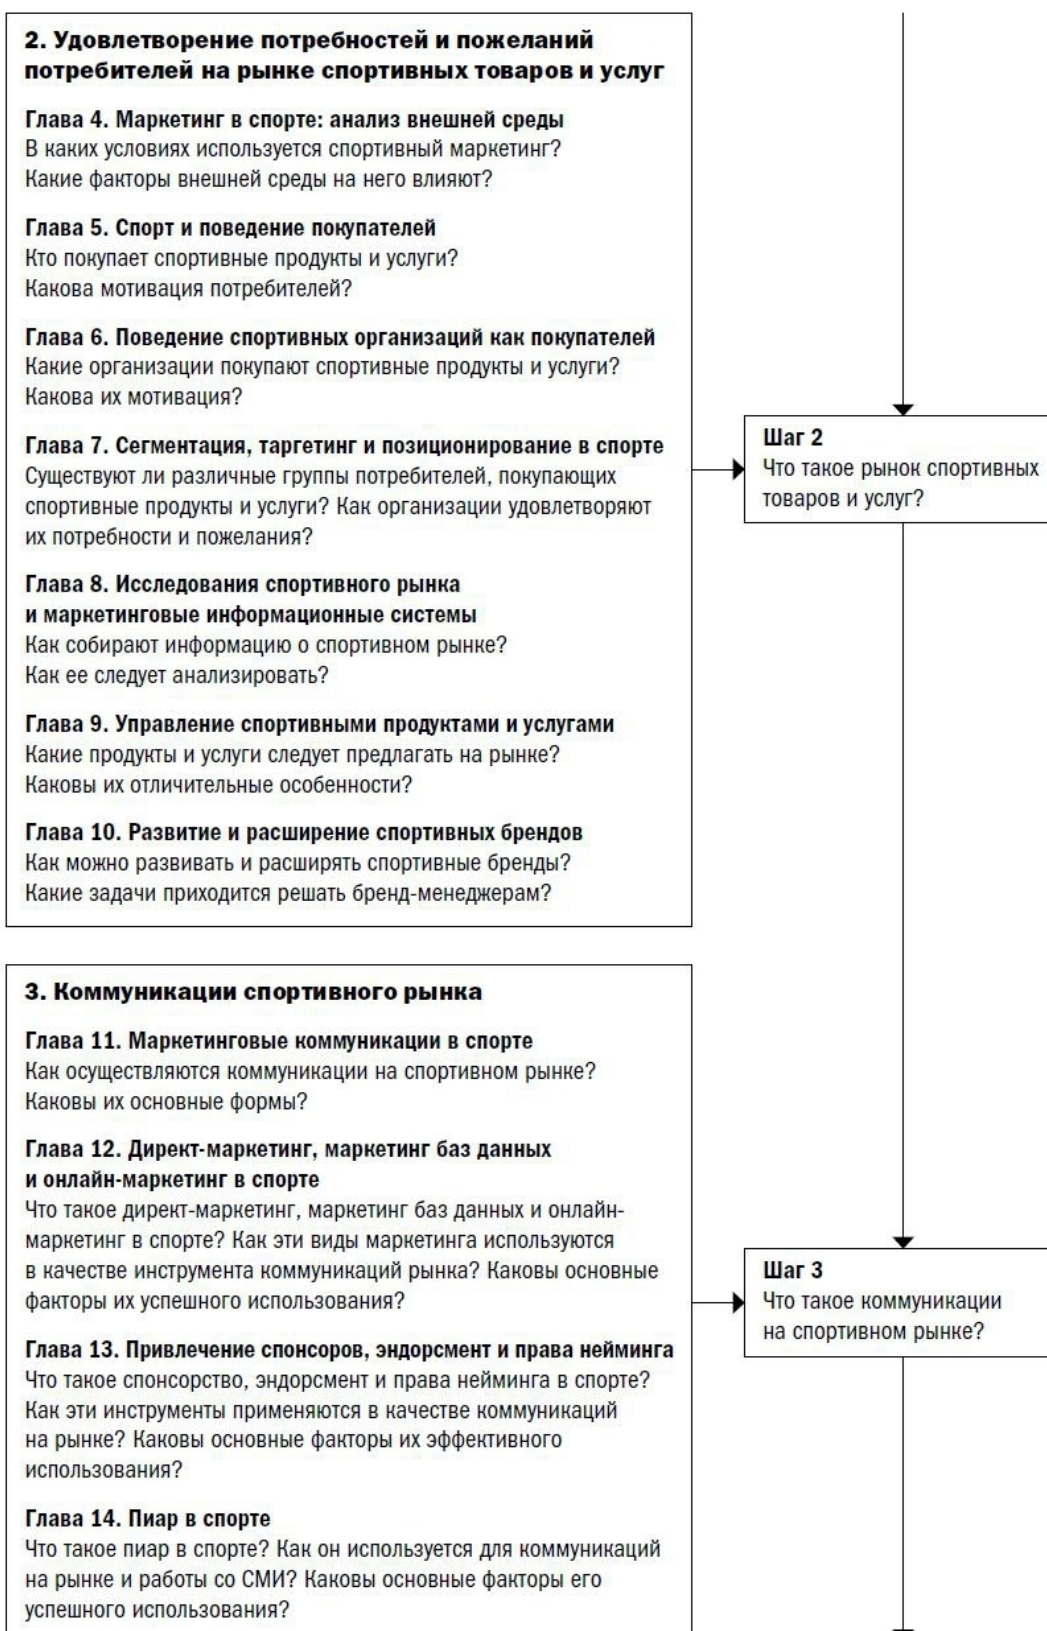 2. Удовлетворение потребностей и пожеланий
потребителей на рынке спортивных товаров и услуг
Глава 4. Маркетинг в спорте: анализ внешней среды
В каких условиях используется спортивный маркетинг?
Какие факторы внешней среды на него влияют?
Глава 5. Спорт и поведение покупателей
Кто покупает спортивные продукты и услуги?
Какова мотивация потребителей?
Глава 6. Поведение спортивных организаций как покупателей
Какие организации покупают спортивные продукты и услуги?
Какова их мотивация?
Глава 7. Сегментация, таргетинг и позиционирование в спорте
Существуют ли различные группы потребителей, покупающих
спортивные продукты и услуги? Как организации удовлетворяют
их потребности и пожелания?
Глава 8. Исследования спортивного рынка
и маркетинговые информационные системы
Как собирают информацию о спортивном рынке?
Как ее следует анализировать?
Глава 9. Управление спортивными продуктами и услугами
Какие продукты и услуги следует предлагать на рынке?
Каковы их отличительные особенности?
Глава 10. Развитие и расширение спортивных брендов
Как можно развивать и расширять спортивные бренды?
Какие задачи приходится решать бренд-менеджерам?
Шаг 2
Что такое рынок спортивных
товаров и услуг?
3. Коммуникации спортивного рынка
Глава 11. Маркетинговые коммуникации в спорте
Как осуществляются коммуникации на спортивном рынке?
Каковы их основные формы?
Глава 12. Директ-маркетинг, маркетинг баз данных
и онлайн-маркетинг в спорте
Что такое директ-маркетинг, маркетинг баз данных и онлайн-
маркетинг в спорте? Как эти виды маркетинга используются
в качестве инструмента коммуникаций рынка? Каковы основные
факторы их успешного использования?
Глава 13. Привлечение спонсоров, эндорсмент и права нейминга
Что такое спонсорство, эндорсмент и права нейминга в спорте?
Как эти инструменты применяются в качестве коммуникаций
на рынке? Каковы основные факторы их эффективного
использования?
Глава 14. Пиар в спорте
Что такое пиар в спорте? Как он используется для коммуникаций
на рынке и работы со СМИ? Каковы основные факторы его
успешного использования?
Шаг 3
Что такое коммуникации
на спортивном рынке?